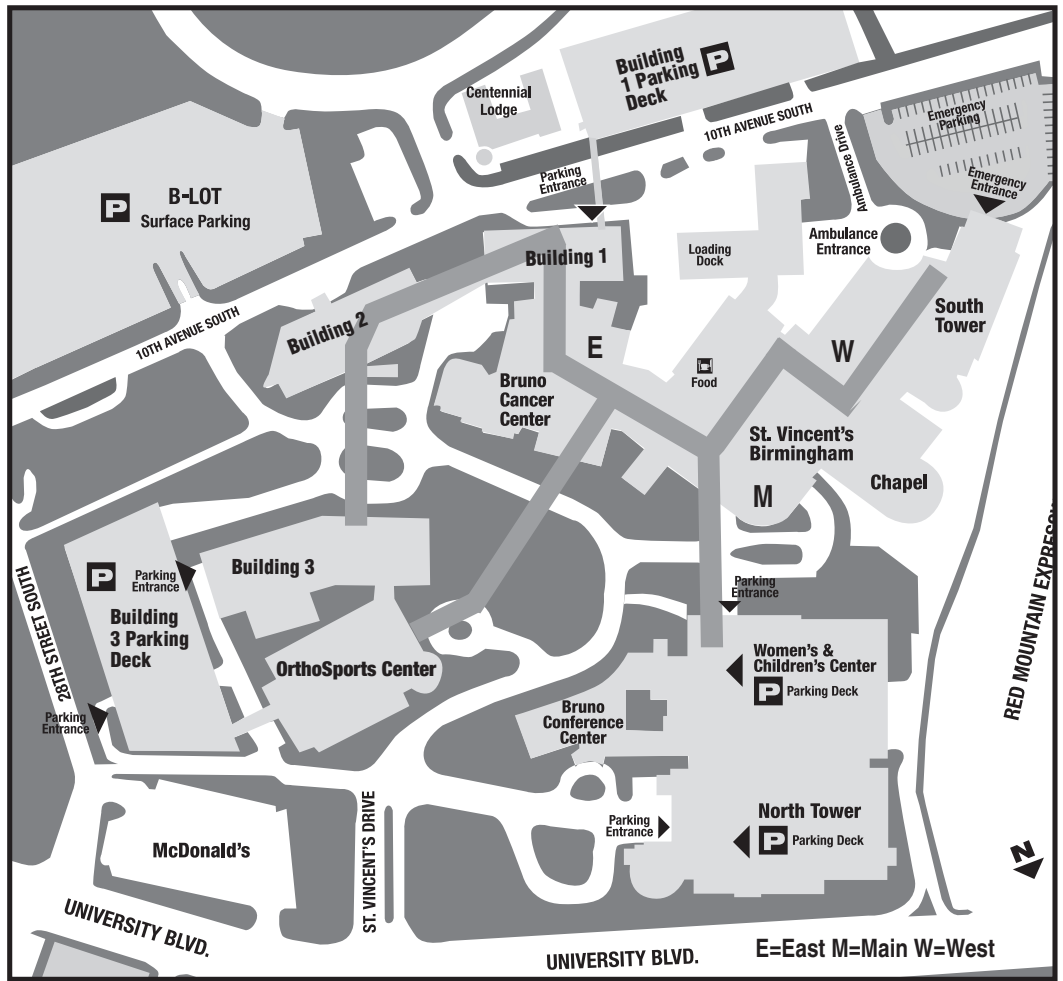 Building
1 Parking
Deck
P
Centennial
Lodge
10TH AVENUE SOUTH
Emergency
Parking
Ambulance Drive
Emergency
Entrance
Parking
Entrance
P
B-LOT
Surface Parking
Ambulance
Entrance
Building 1
Loading
Dock
South
Tower
Building 2
10TH AVENUE SOUTH
E
W
Food
Bruno
Cancer
Center
St. Vincent's
Birmingham
M
Chapel
RED MOUNTAIN EXPRESSW
28TH STREET SOUTH
P
Parking
Entrance
Building 3
Building
3 Parking
Deck
Parking
Entrance
OrthoSports Center
Parking
Entrance
Women's &
Children's Center
P Parking Deck
Bruno
Conference
Center
Parking
Entrance
North Tower
P Parking Deck
N
McDonald's
ST. VINCENT'S DRIVE
UNIVERSITY BLVD.
UNIVERSITY BLVD.
E=East M=Main W=West